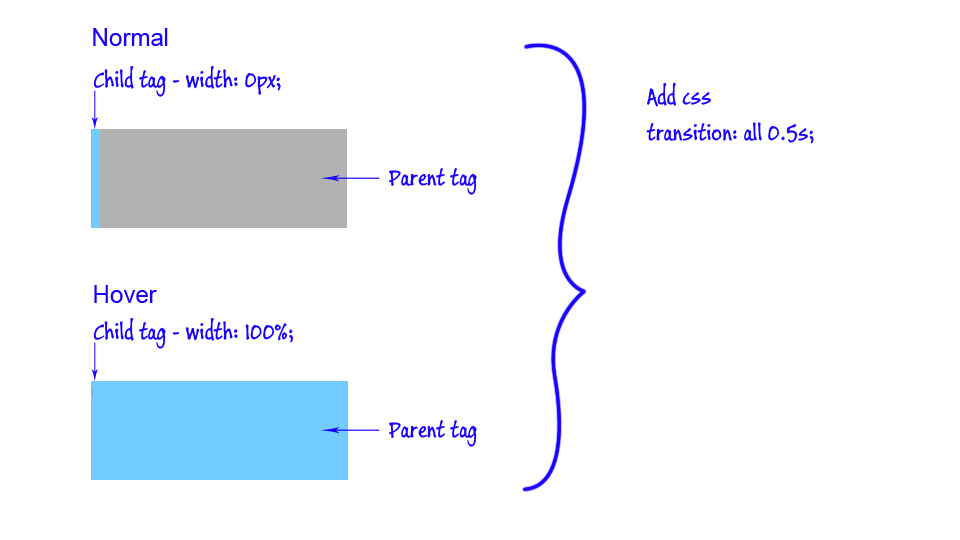 Normal
Child tag - width: 0px;
Parent tag
Hover
Child tag - width: 100%;
Parent tag
Add css
transition: all 0.5s;